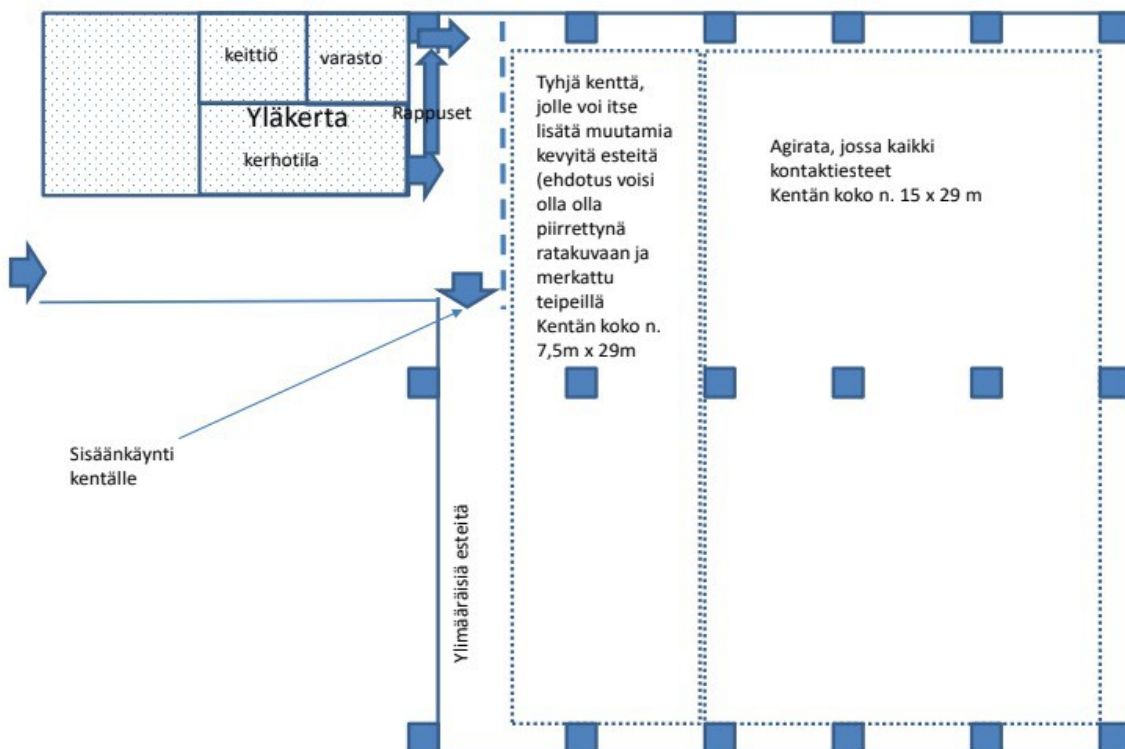 keittiö
varasto
Yläkerta
Rappuset
kerhotila
Tyhjä kenttä,
jolle voi itse
lisätä muutamia
kevyitä esteitä
(ehdotus voisi
olla olla
piirrettynä
ratakuvaan ja
merkattu
teipeillä
Kentän koko n.
7,5m x 29m
Agirata, jossa kaikki
kontaktiesteet
Kentän koko n. 15 x 29 m
Sisäänkäynti
kentälle
Ylimääräisiä esteitä